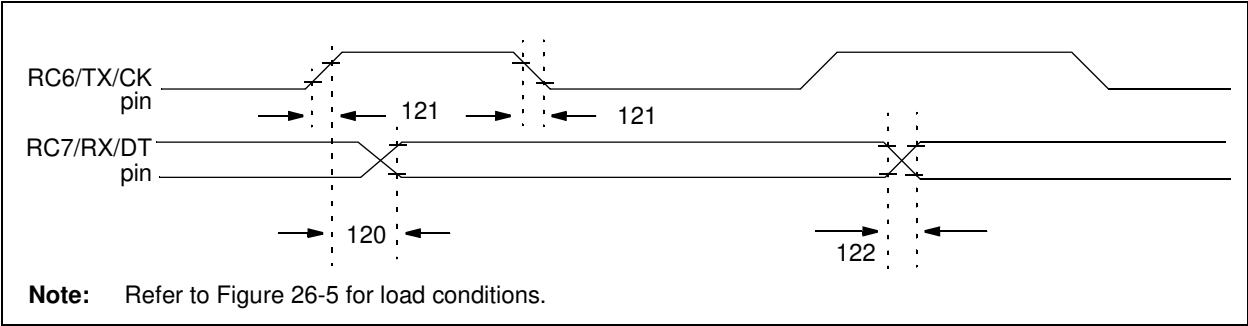 RC6/TX/CK
pin
121
121
RC7/RX/DT
pin
120
122
Note: Refer to Figure 26-5 for load conditions.